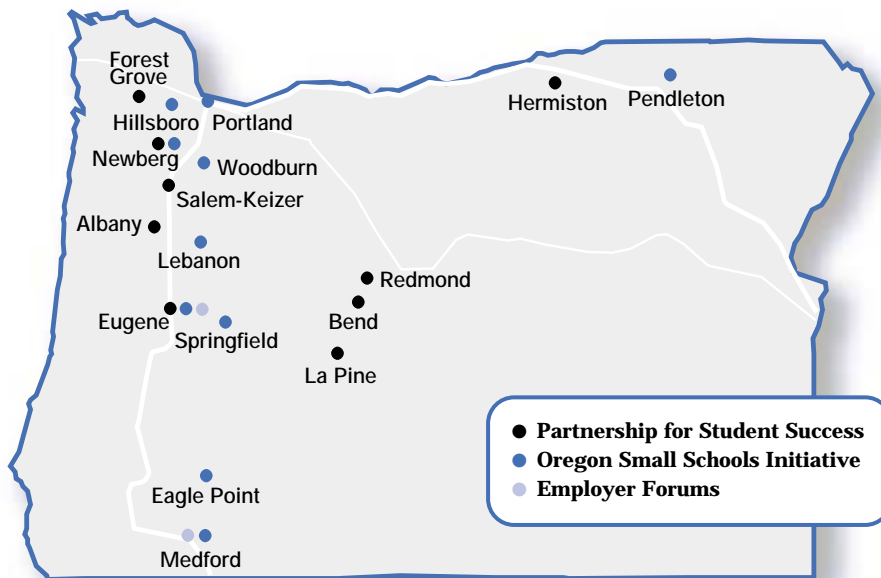 Forest
Grove
Hermiston
Pendleton
Hillsboro
Portland
Newberg
Woodburn
Salem-Keizer
Albany
Lebanon
Redmond
Bend
Eugene
Springfield
La Pine
Partnership for Student Success
Oregon Small Schools Initiative
Employer Forums
Eagle Point
Medford